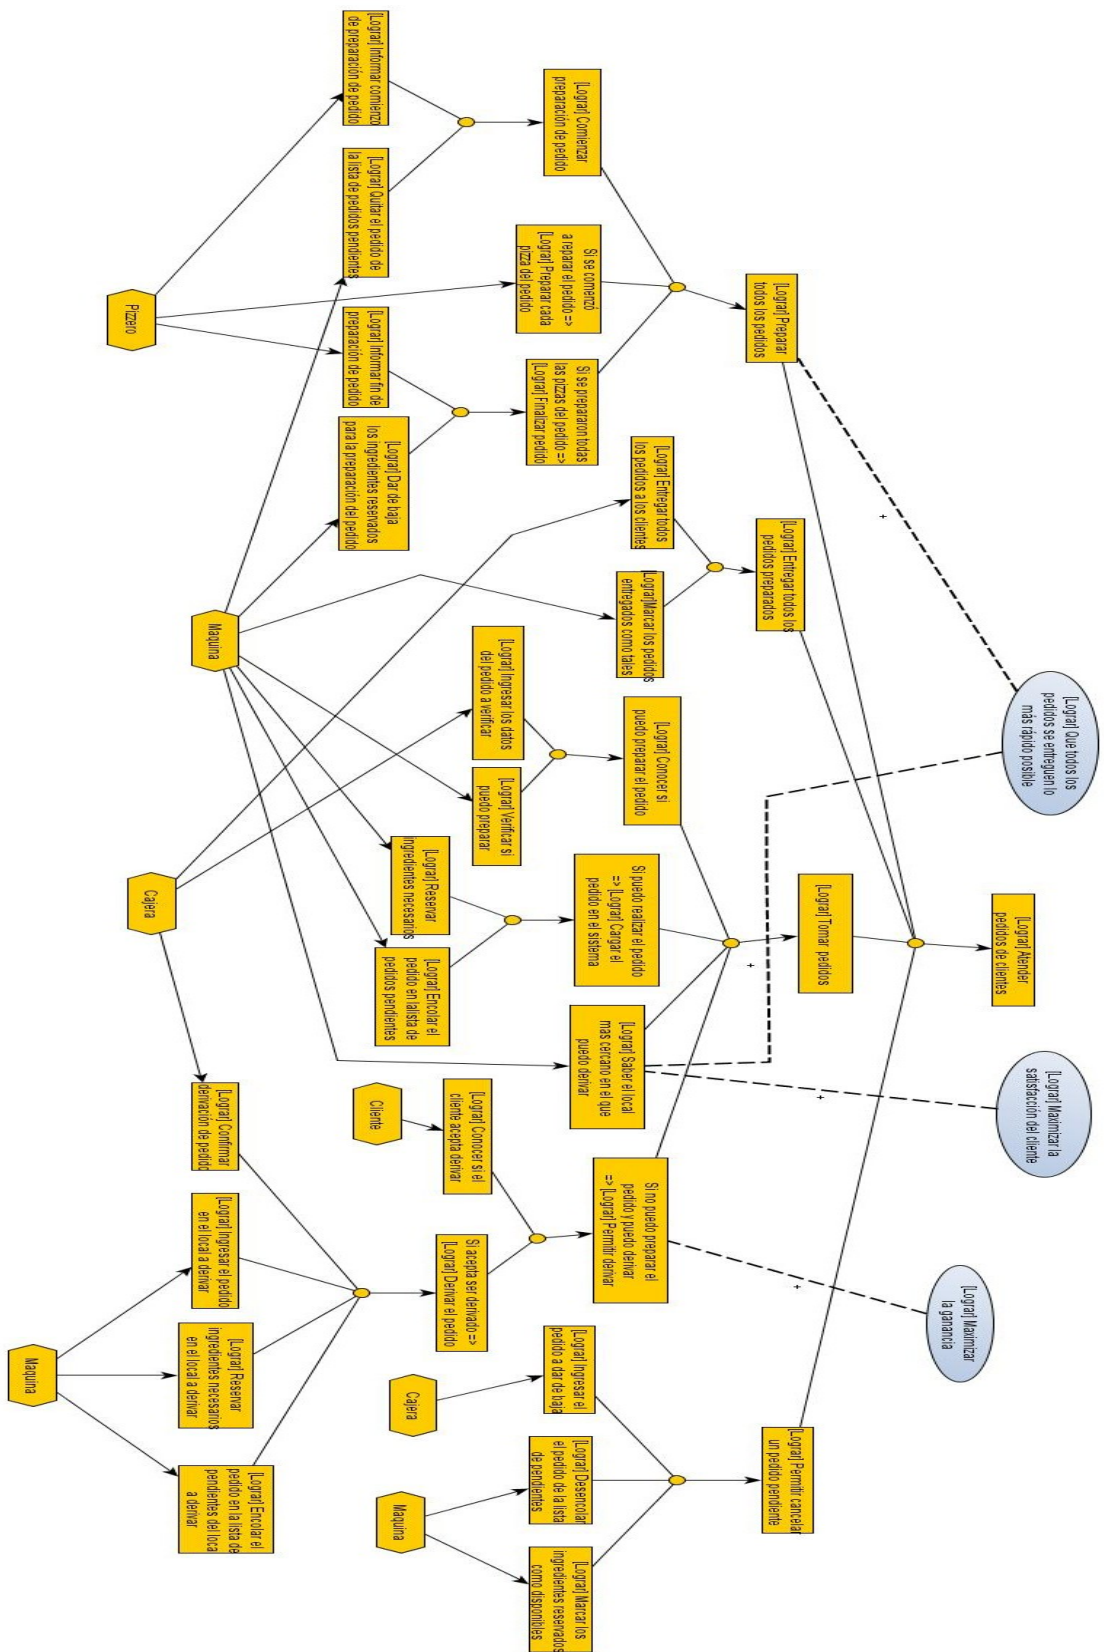 [Lograr] Atender
pedidos de clientes
[Lograr] Que todos los
pedidos se entreguen lo
más rápido posible
[Lograr] Maximizar la
satisfacción del cliente
[Lograr] Maximizar
la ganancia
[Lograr] Preparar
todos los pedidos
[Lograr] Entregar todos los
pedidos preparados
[Lograr] Tomar pedidos
[Lograr] Permitir cancelar
un pedido pendiente
+
+
+
+
[Lograr] Comienzar
preparación de pedido
Si se comenzó
a reparar el pedido =>
[Lograr] Preparar cada
pizza del pedido
Si se prepararon todas
las pizzas del pedido =>
[Lograr] Finalizar pedido
[Lograr] Entregar todos
los pedidos a los clientes
[Lograr]Marcar los pedidos
entregados como tales
[Lograr] Conocer si
puedo preparar el pedido
Si puedo realizar el pedido
=> [Lograr] Cargar el
pedido en el sistema
[Lograr] Saber el local
mas cercano en el que
puedo derivar
Si no puedo preparar el
pedido y puedo derivar
=> [Lograr] Permitir derivar
[Lograr] Ingresar el
pedido a dar de baja
[Lograr] Desencolar
el pedido de la lista
de pendientes
[Lograr] Marcar los
ingredientes reservados
como disponibles
[Lograr] Informar comienzo
de preparación de pedido
[Lograr] Quitar el pedido de
la lista de pedidos pendientes
[Lograr] Informar fin de
preparación de pedido
[Lograr] Dar de baja
los ingredientes reservados
para la preparación del pedido
[Lograr] Ingresar los datos
del pedido a verificar
[Lograr] Verificar si
puedo preparar
[Lograr] Reservar
ingredientes necesarios
[Lograr] Encolar el
pedido en lalista de
pedidos pendientes
[Lograr] Conocer si el
cliente acepta derivar
Si acepta ser derivado =>
[Lograr] Derivar el pedido
Cliente
Cajera
Maquina
Pizzero
Maquina
Cajera
[Lograr] Confirmar
derivación de pedido
[Lograr] Ingresar el pedido
en el local a derivar
[Lograr] Reservar
ingredientes necesarios
en el local a derivar
[Lograr] Encolar el
pedido en la lista de
pendientes del loca
a derivar
Maquina